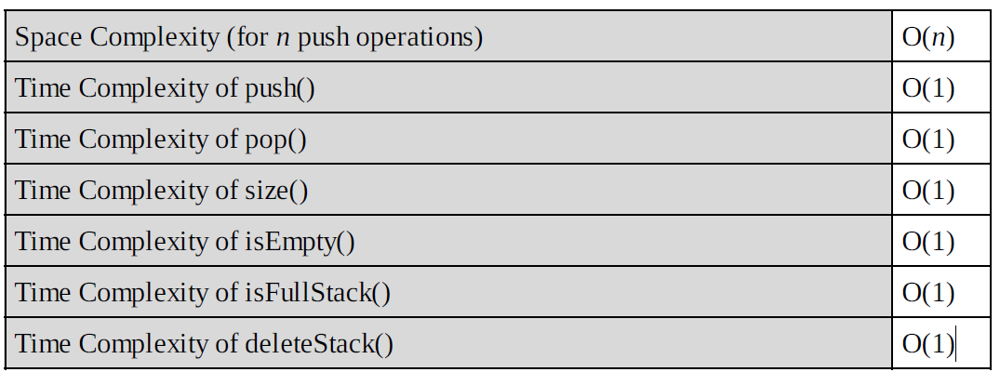 Space Complexity (for n push operations) O(n)
Time Complexity of push() O(1)
Time Complexity of pop() O(1)
Time Complexity of size() O(1)
Time Complexity of isEmpty() O(1)
Time Complexity of isFullStack() O(1)
Time Complexity of deleteStack() O(1)